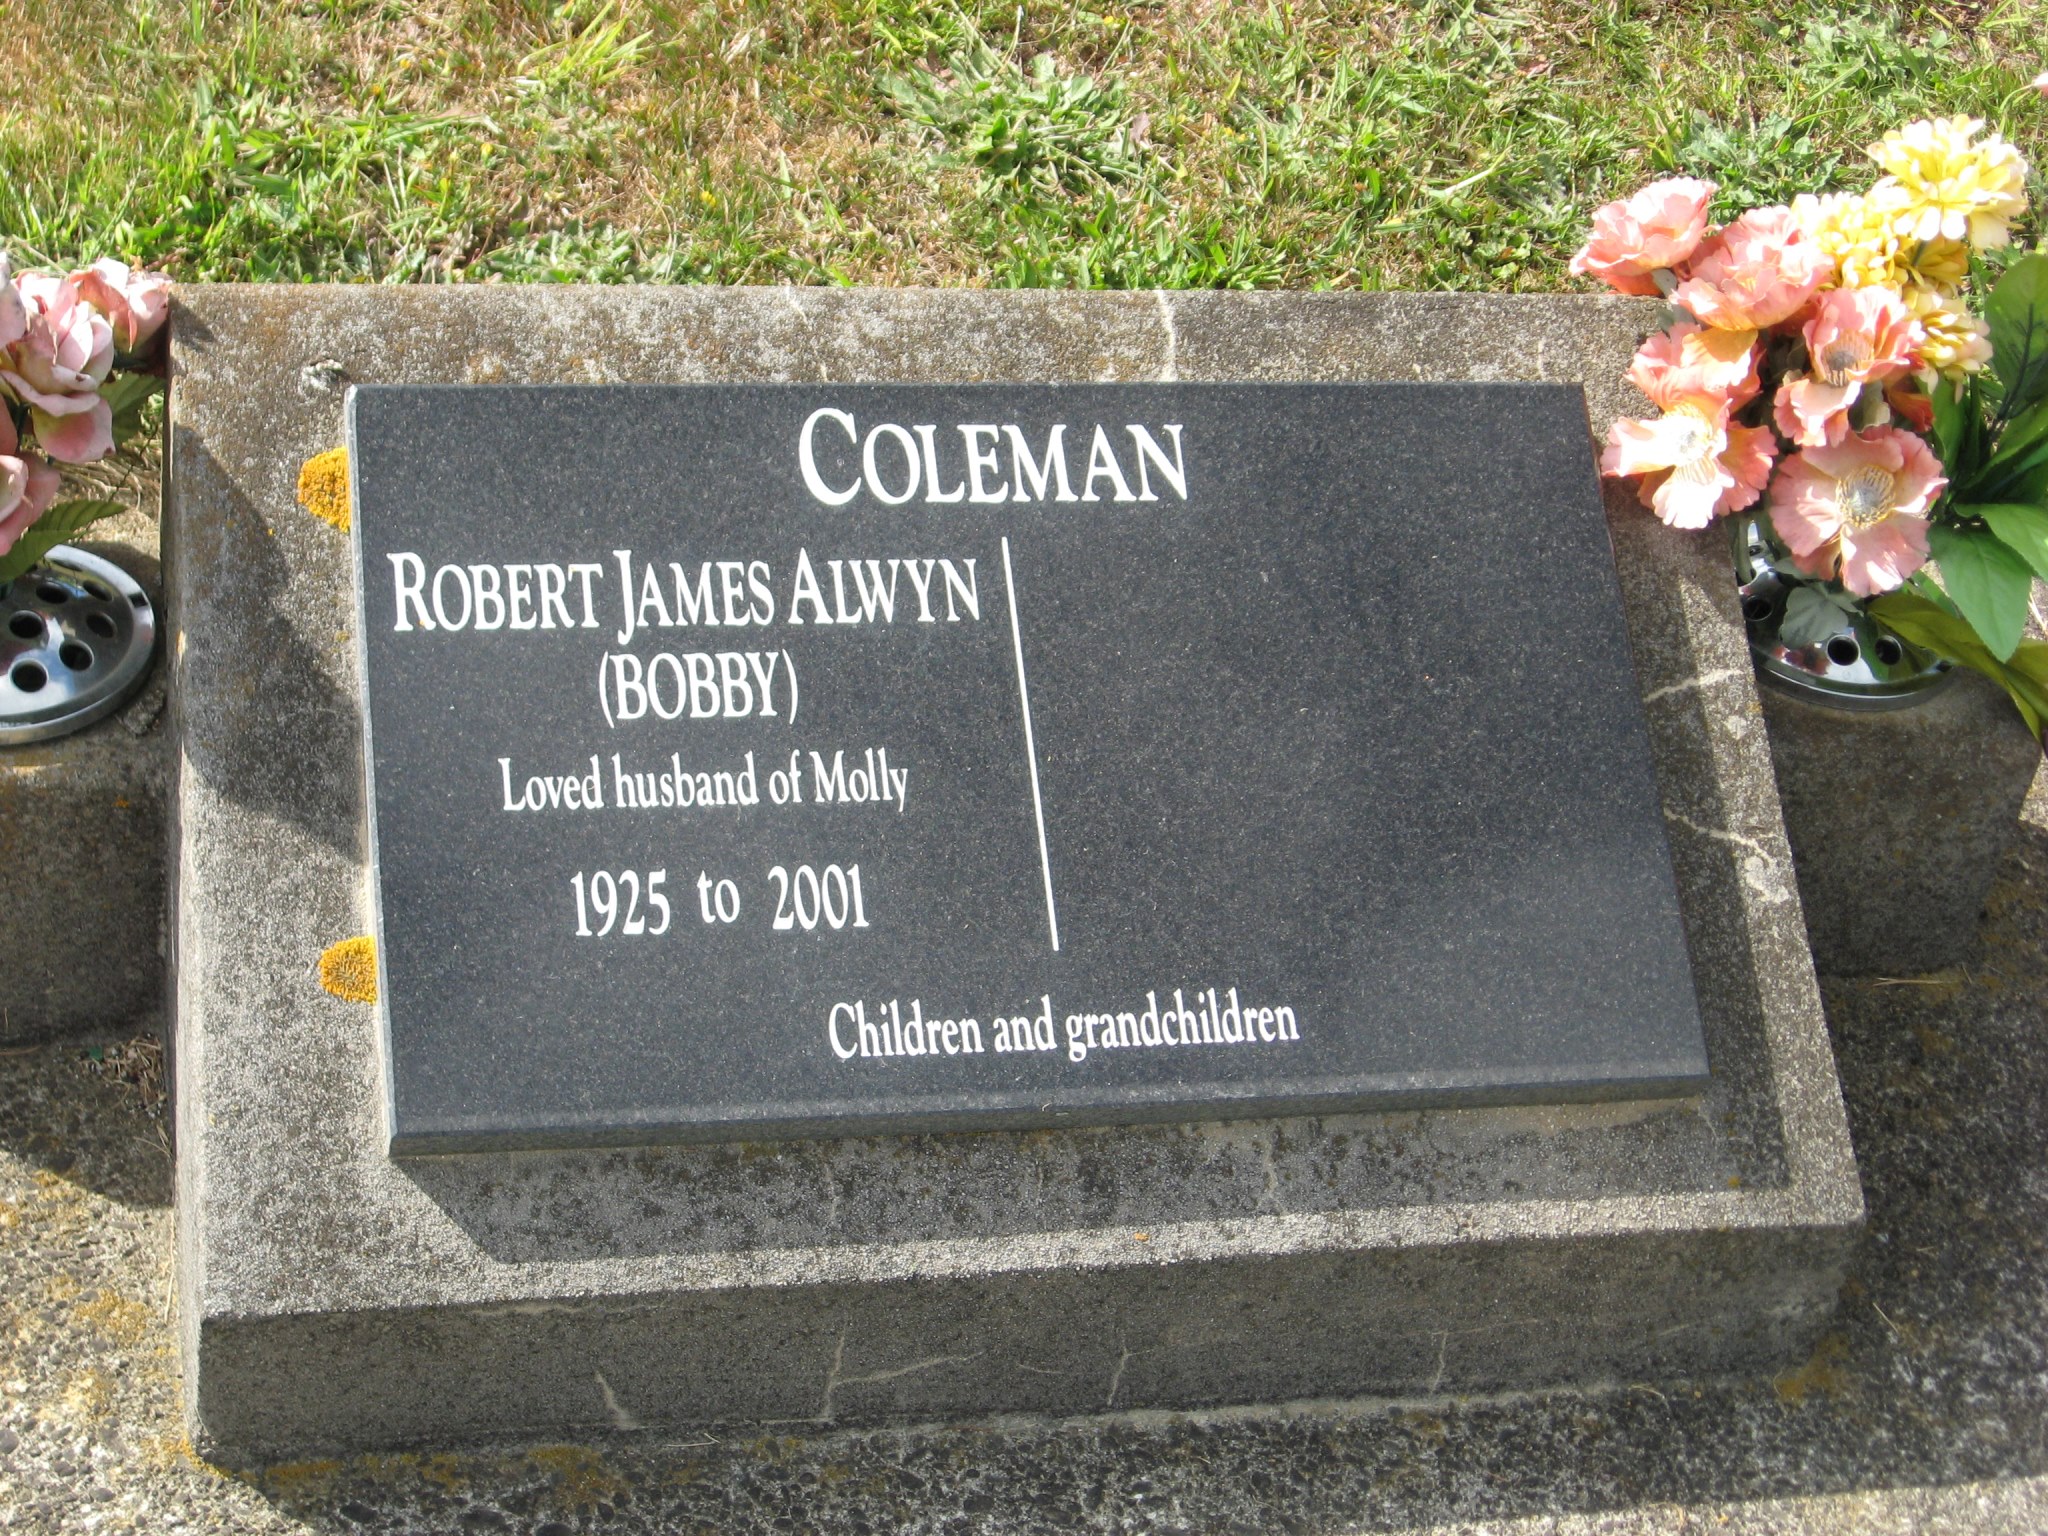 COLEMAN
ROBERT JAMES ALWYN
(BOBBY)
Loved husband of Molly
1925 to 2001
Children and grandchildren